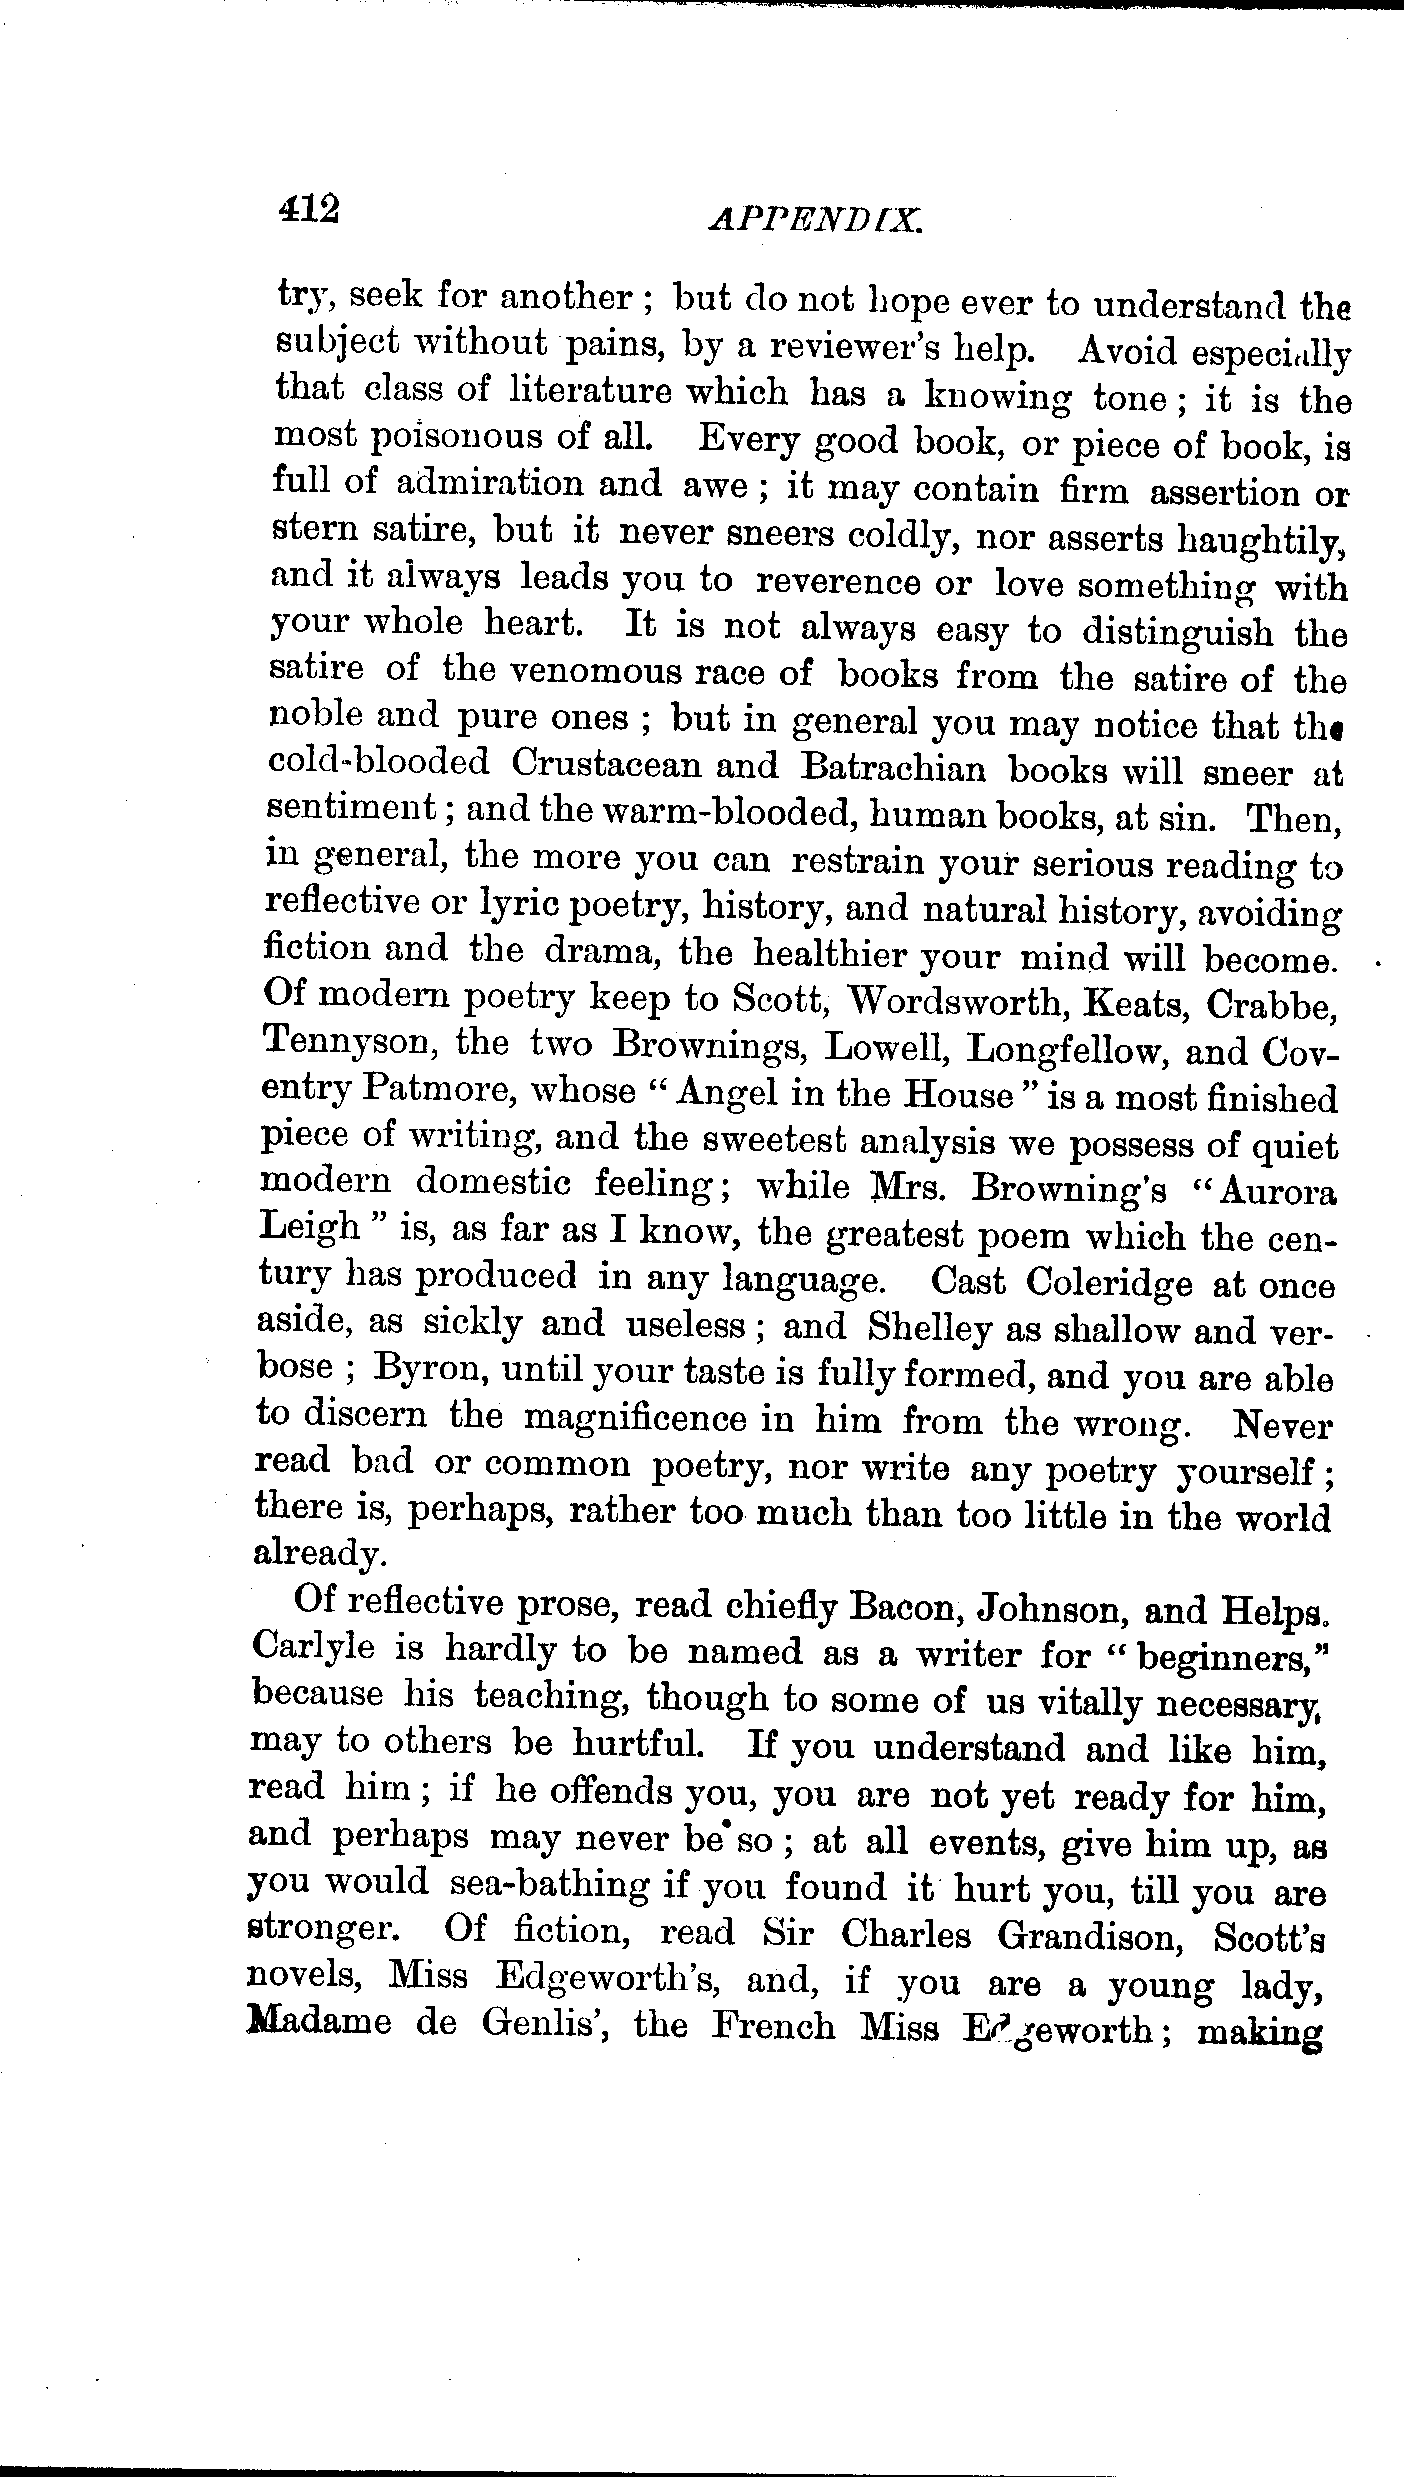 412
APPENDIX.
try, seek for another ; but do not hope ever to understand the
subject without pains, by a reviewer's help. Avoid especially
that class of literature which has a knowing tone ; it is the
most poisonous of all. Every good book, or piece of book, is
full of admiration and awe ; it may contain firm assertion or
stern satire, but it never sneers coldly, nor asserts haughtily,
and it always leads you to reverence or love something with
your whole heart. It is not always easy to distinguish the
satire of the venomous race of books from the satire of the
noble and pure ones ; but in general you may notice that the
cold-blooded Crustacean and Batrachian books will sneer at
sentiment ; and the warm-blooded, human books, at sin. Then,
in general, the more you can restrain your serious reading to
reflective or lyric poetry, history, and natural history, avoiding
fiction and the drama, the healthier your mind will become.
Of modern poetry keep to Scott, Wordsworth, Keats, Crabbe,
Tennyson, the two Brownings, Lowell, Longfellow, and Cov-
entry Patmore, whose " Angel in the House " is a most finished
piece of writing, and the sweetest analysis we possess of quiet
modern domestic feeling ; while Mrs. Browning's " Aurora
Leigh " is, as far as I know, the greatest poem which the cen-
tury has produced in any language. Cast Coleridge at once
aside, as sickly and useless ; and Shelley as shallow and ver-
bose ; Byron, until your taste is fully formed, and you are able
to discern the magnificence in him from the wrong. Never
read bad or common poetry, nor write any poetry yourself ;
there is, perhaps, rather too much than too little in the world
already.
Of reflective prose, read chiefly Bacon, Johnson, and Helps.
Carlyle is hardly to be named as a writer for " beginners,"
because his teaching, though to some of us vitally necessary,
may to others be hurtful. If you understand and like him,
read him ; if he offends you, you are not yet ready for him,
and perhaps may never be so ; at all events, give him up, as
you would sea-bathing if you found it hurt you, till you are
stronger. Of fiction, read Sir Charles Grandison, Scott's
novels, Miss Edgeworth's, and, if you are a young lady,
Madame de Genlis', the French Miss Edgeworth ; making